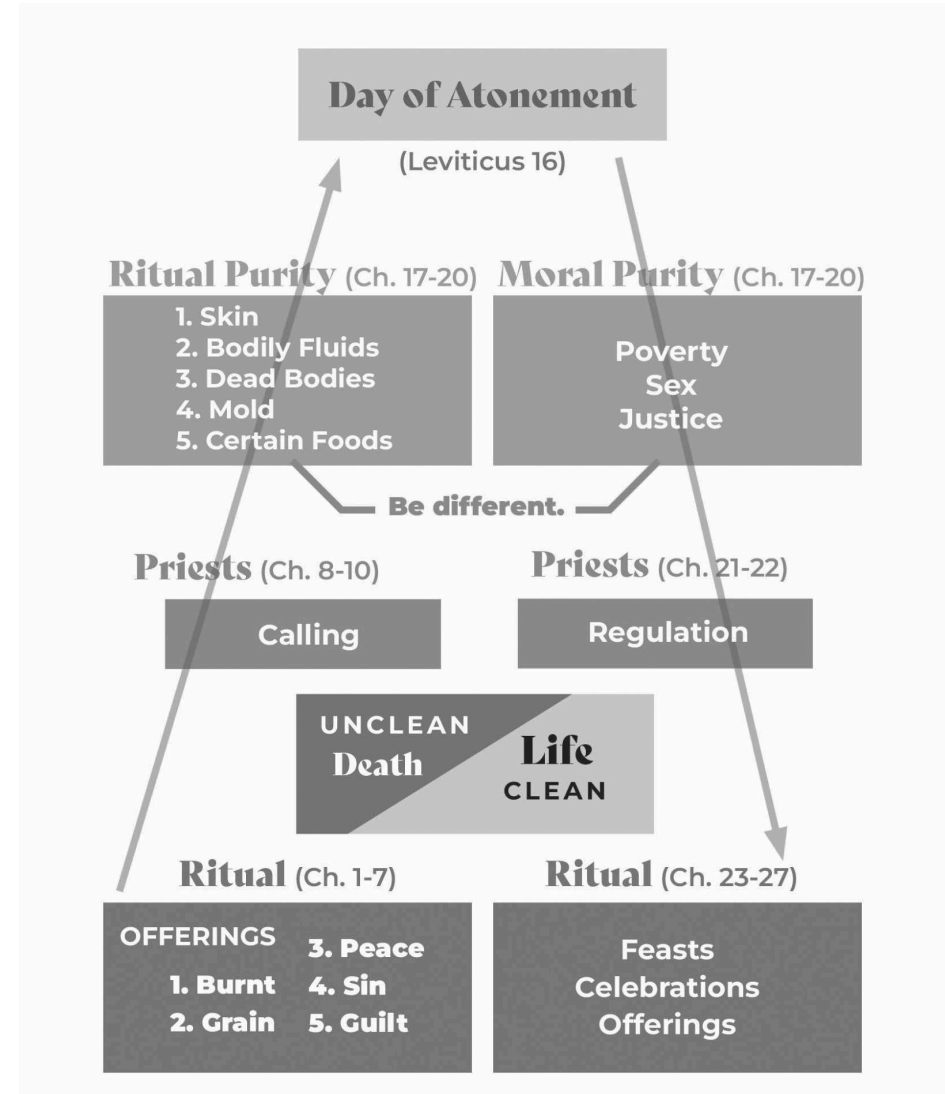 Day of Atonement
(Leviticus 16)
Ritual Purity (Ch. 17-20)
1. Skin
2. Bodily Fluids
3. Dead Bodies
4. Mold
5. Certain Foods
Moral Purity (Ch. 17-20)
Poverty
Sex
Justice
Be different.
Priests (Ch. 8-10)
Calling
Priests (Ch. 21-22)
Regulation
UNCLEAN
Death
Life
CLEAN
Ritual (Ch. 1-7)
OFFERINGS
1. Burnt
2. Grain
3. Peace
4. Sin
5. Guilt
Ritual (Ch. 23-27)
Feasts
Celebrations
Offerings